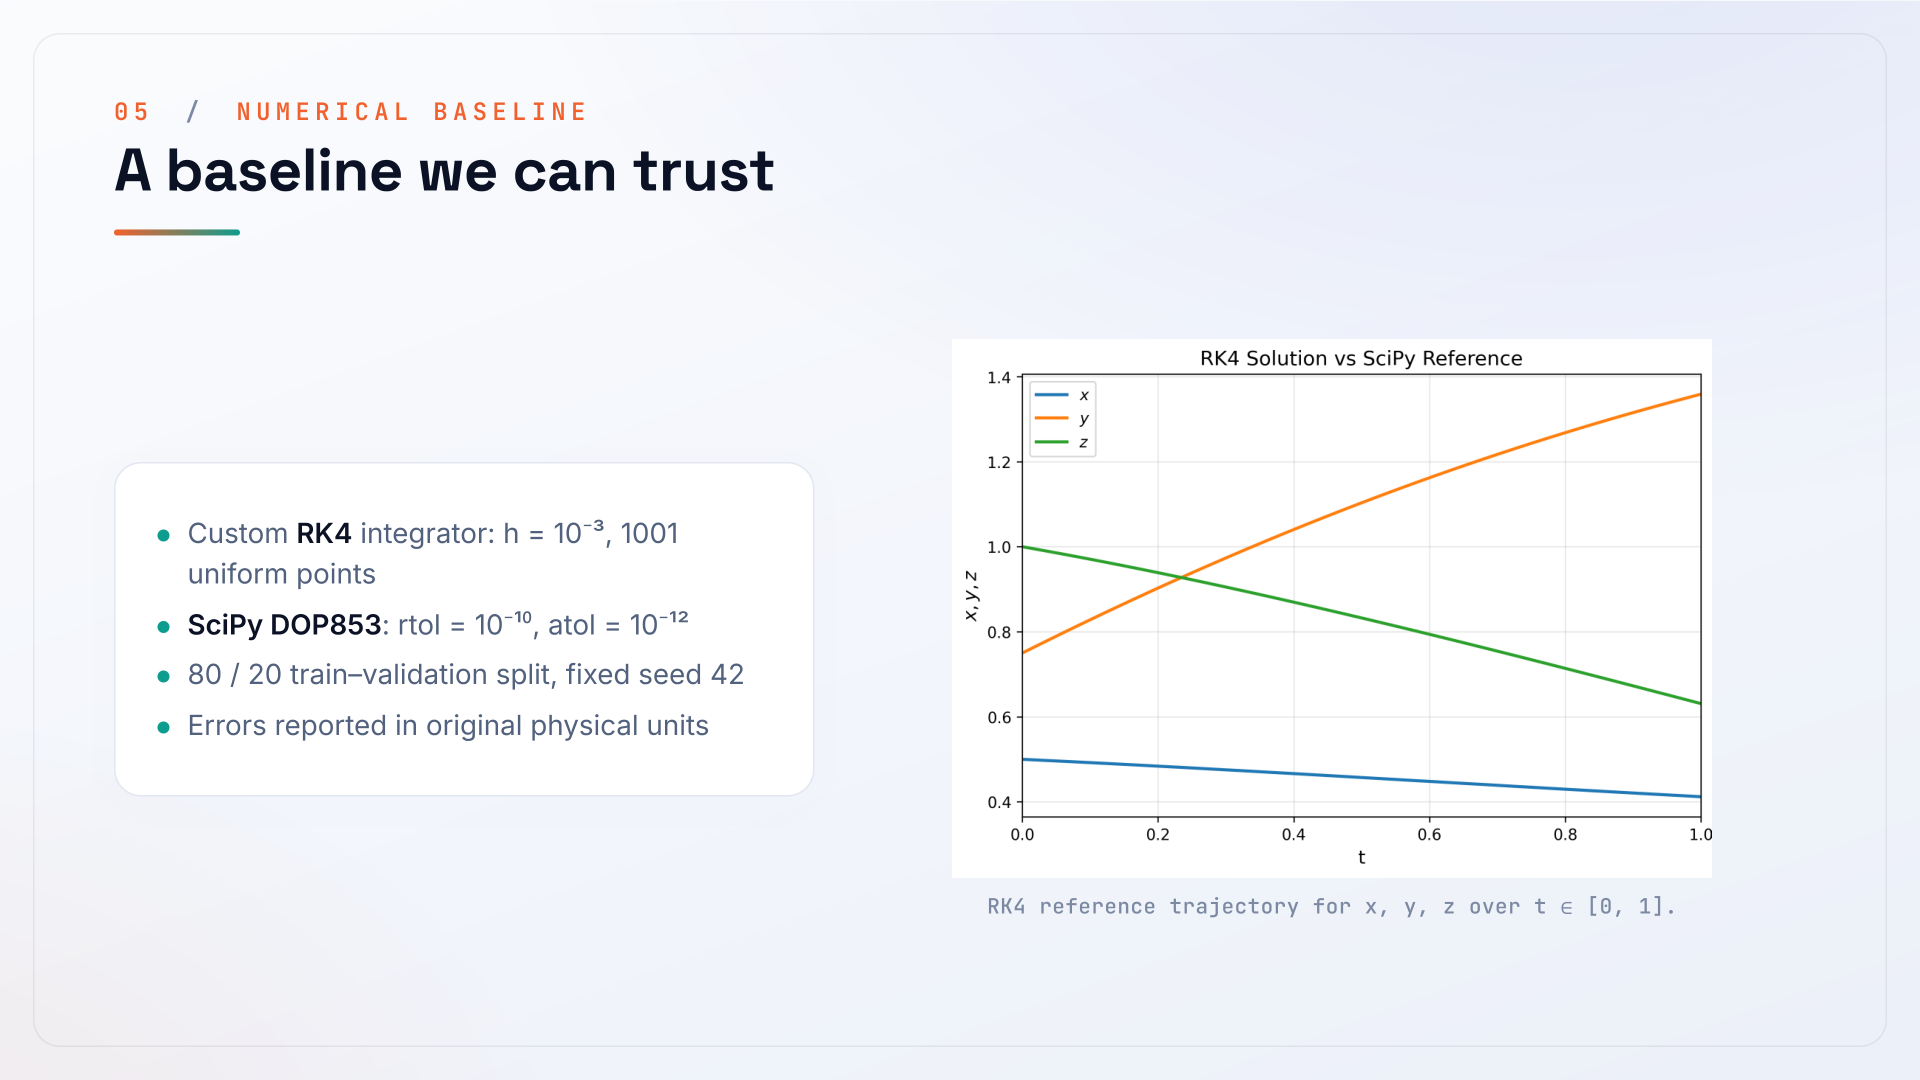 05 / NUMERICAL BASELINE
A baseline we can trust
Custom RK4 integrator: h = 10⁻³, 1001
uniform points
SciPy DOP853: rtol = 10⁻¹⁰, atol = 10⁻¹²
80 / 20 train–validation split, fixed seed 42
Errors reported in original physical units
RK4 Solution vs SciPy Reference
x
y
z
1.4
1.2
1.0
0.8
0.6
0.4
x, y, z
0.0 0.2 0.4 0.6 0.8 1.0
t
RK4 reference trajectory for x, y, z over t ∈ [0, 1].